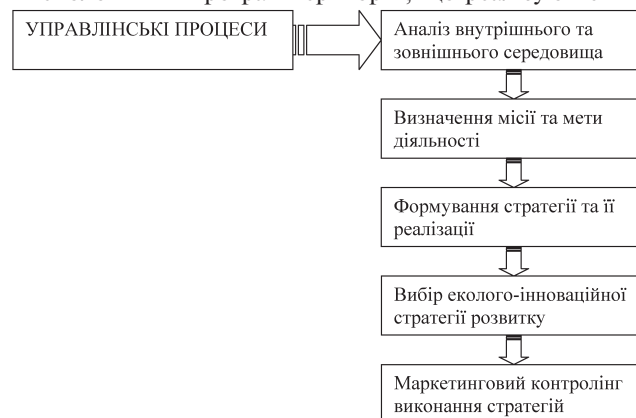 УПРАВЛІНСЬКІ ПРОЦЕСИ
Аналіз внутрішнього та
зовнішнього середовища
Визначення місії та мети
діяльності
Формування стратегії та її
реалізації
Вибір еколого-інноваційної
стратегії розвитку
Маркетинговий контролінг
виконання стратегій